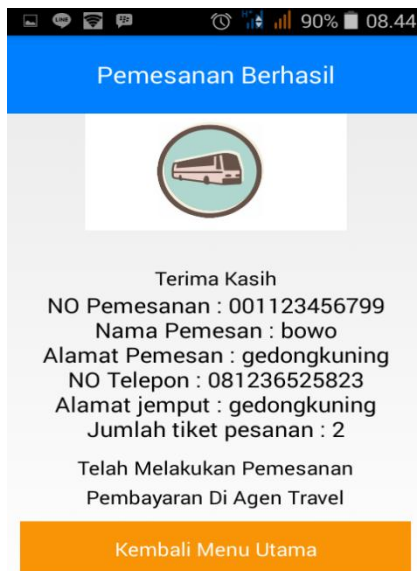 LINE
90% 08.44
Pemesanan Berhasil
Terima Kasih
NO Pemesanan : 001123456799
Nama Pemesan : bowo
Alamat Pemesan : gedongkuning
NO Telepon : 081236525823
Alamat jemput : gedongkuning
Jumlah tiket pesanan : 2
Telah Melakukan Pemesanan
Pembayaran Di Agen Travel
Kembali Menu Utama